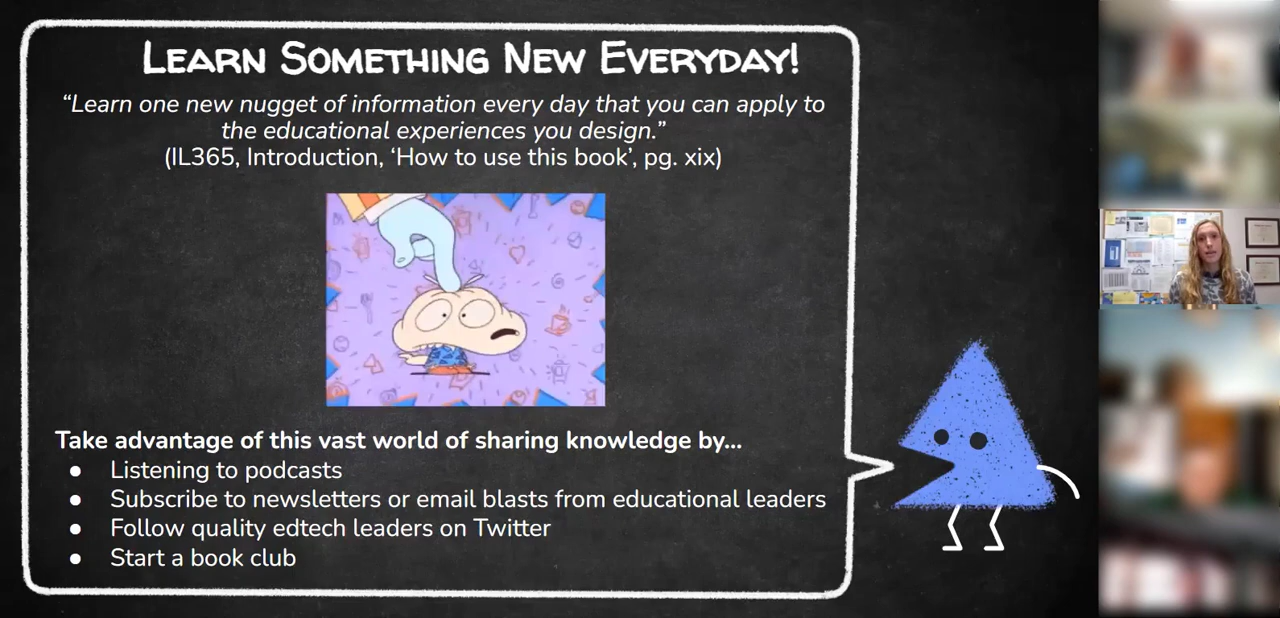 Learn Something New Everyday!
“Learn one new nugget of information every day that you can apply to
the educational experiences you design.”
(IL365, Introduction, ‘How to use this book’, pg. xix)
Take advantage of this vast world of sharing knowledge by...
● Listening to podcasts
● Subscribe to newsletters or email blasts from educational leaders
● Follow quality edtech leaders on Twitter
● Start a book club